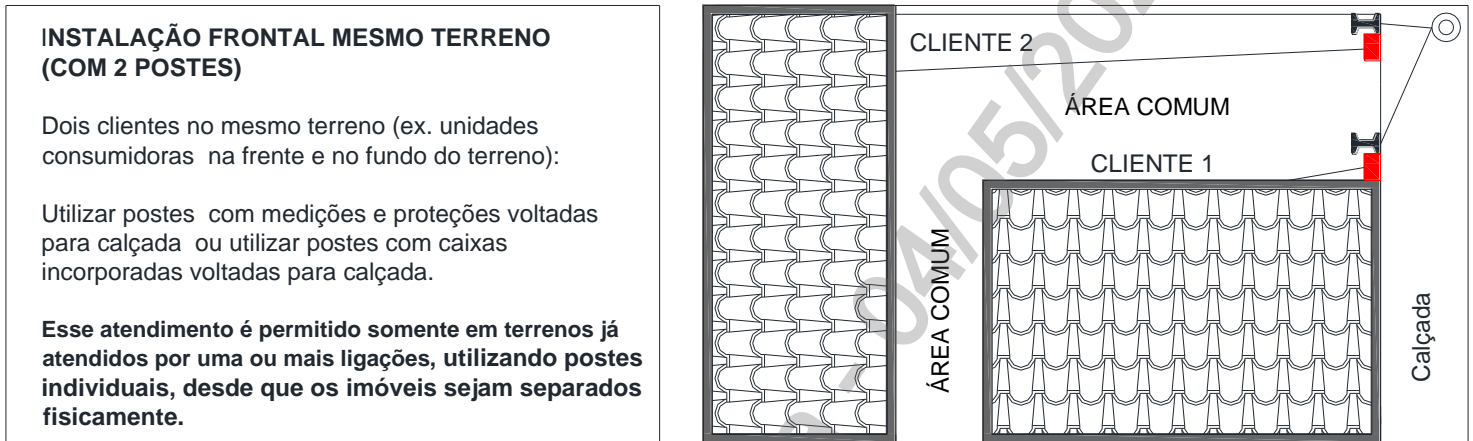 INSTALAÇÃO FRONTAL MESMO TERRENO
(COM 2 POSTES)
Dois clientes no mesmo terreno (ex. unidades
consumidoras na frente e no fundo do terreno):
Utilizar postes com medições e proteções voltadas
para calçada ou utilizar postes com caixas
incorporadas voltadas para calçada.
Esse atendimento é permitido somente em terrenos já
atendidos por uma ou mais ligações, utilizando postes
individuais, desde que os imóveis sejam separados
fisicamente.
CLIENTE 2
ÁREA COMUM
CLIENTE 1
ÁREA COMUM
Calçada
04/05/20